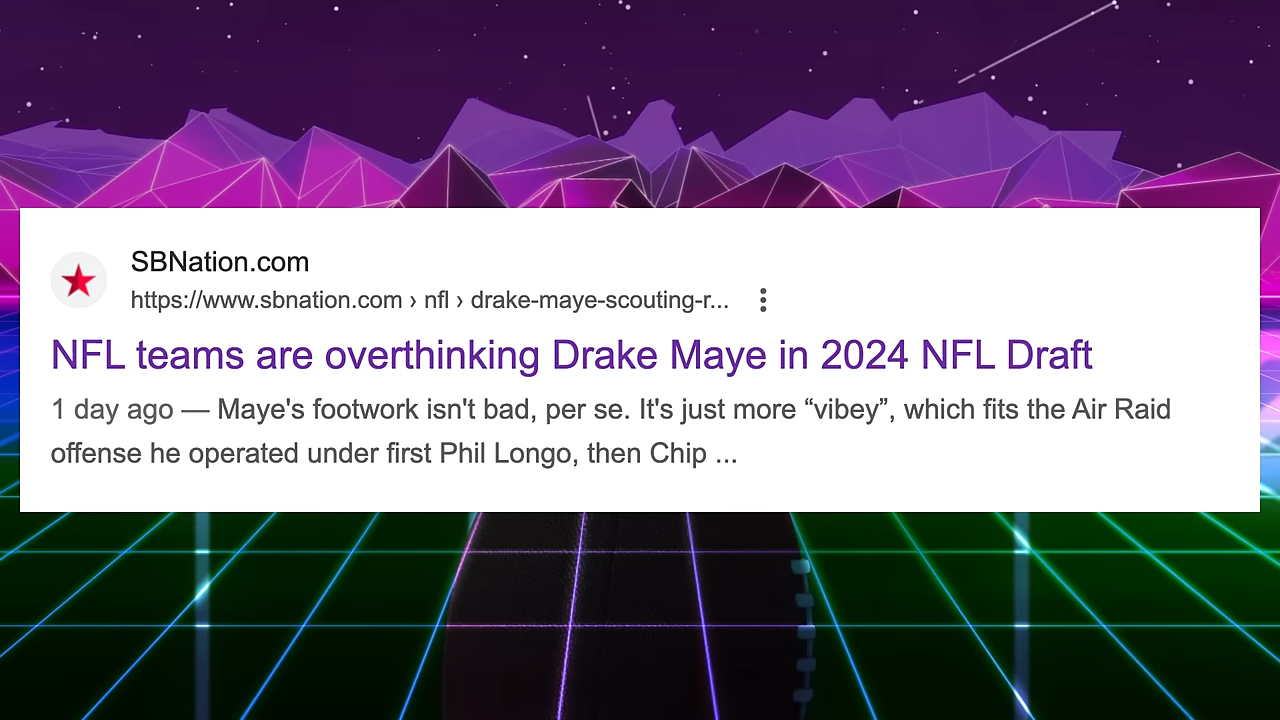 SBNation.com
https://www.sbnation.com › nfl › drake-maye-scouting-r...
NFL teams are overthinking Drake Maye in 2024 NFL Draft
1 day ago — Maye's footwork isn't bad, per se. It's just more “vibey”, which fits the Air Raid
offense he operated under first Phil Longo, then Chip ...